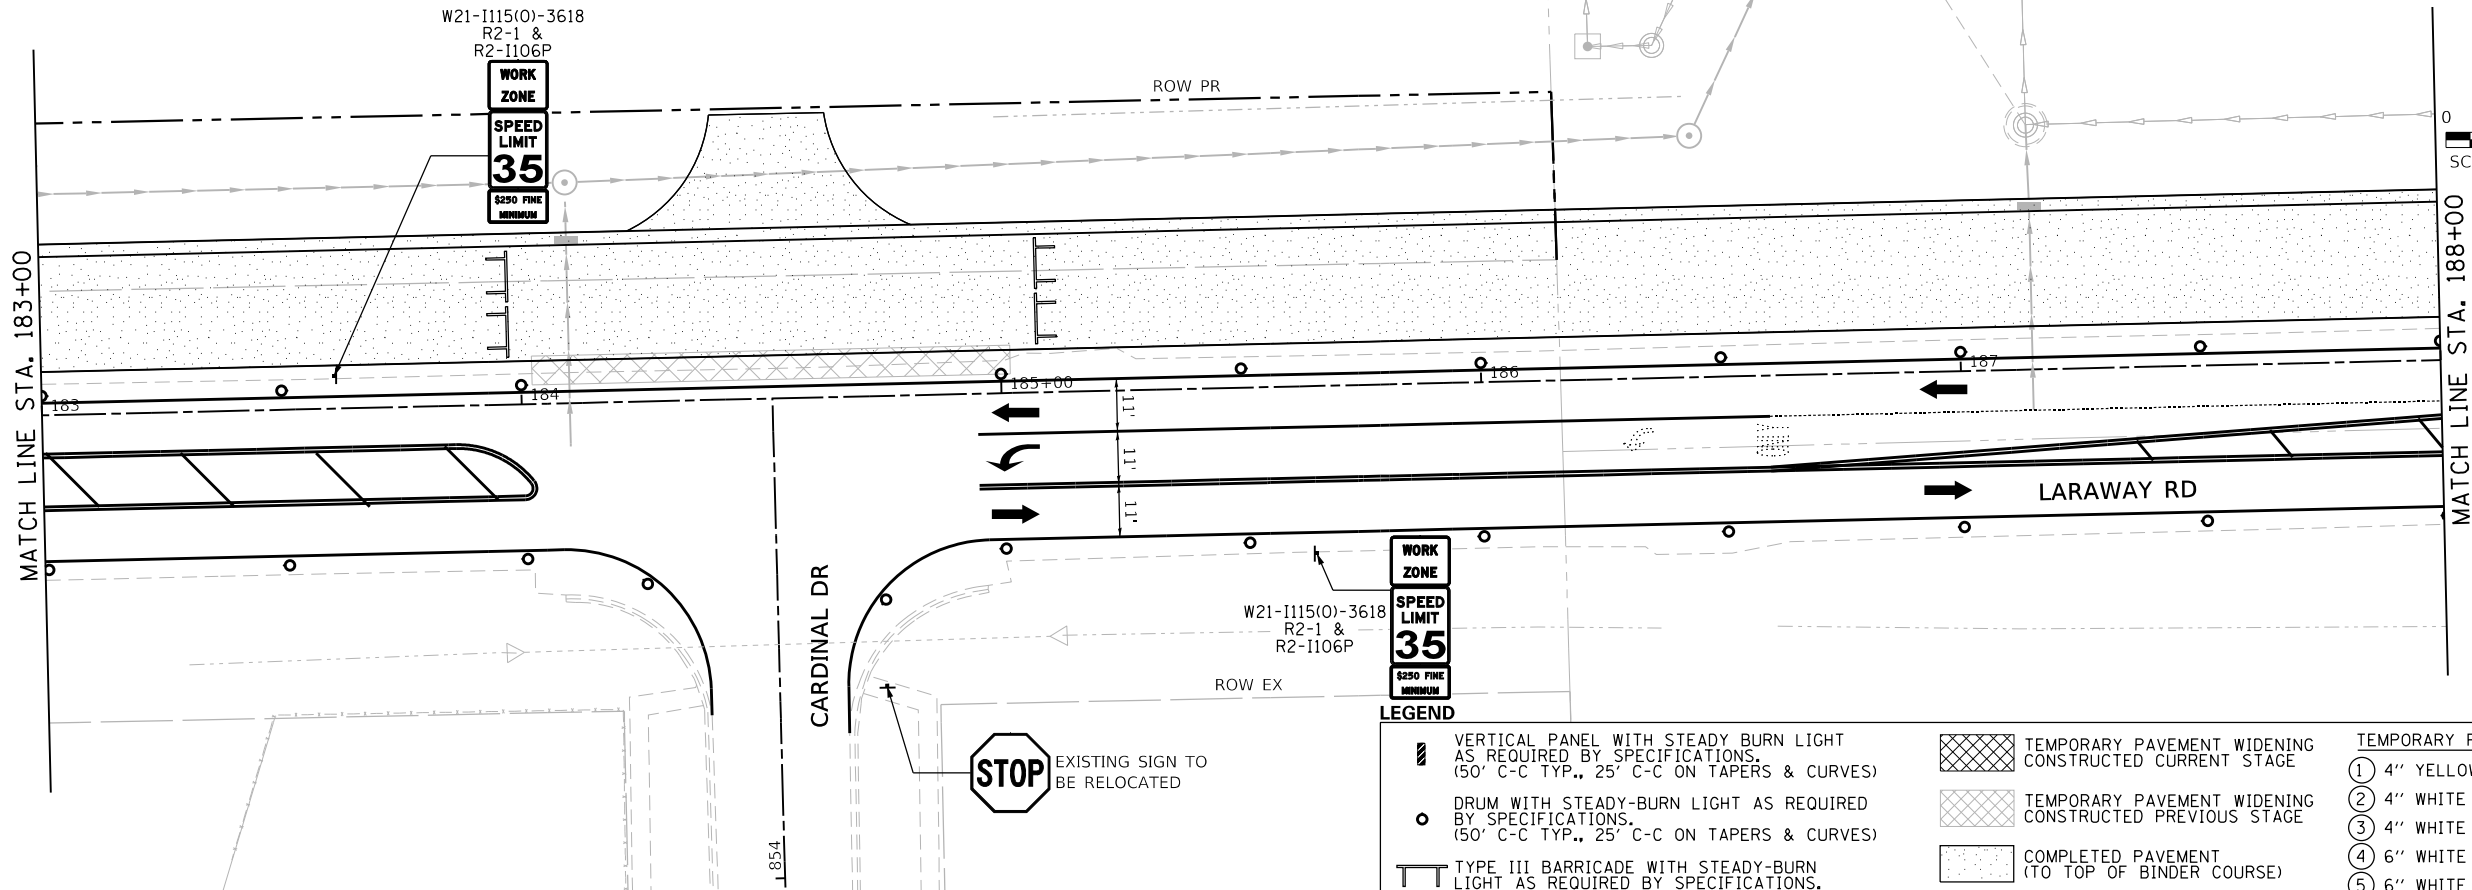 W21-I115(O)-3618
R2-1 &
R2-I106P
WORK
ZONE
SPEED
LIMIT
35
$250 FINE
MINIMUM
ROW PR
0
SC
MATCH LINE STA. 183+00
MATCH LINE STA. 188+00
183
184
185+00
186
187
11'
11'
11'
LARAWAY RD
CARDINAL DR
854
W21-I115(O)-3618
R2-1 &
R2-I106P
WORK
ZONE
SPEED
LIMIT
35
$250 FINE
MINIMUM
ROW EX
STOP
EXISTING SIGN TO
BE RELOCATED
LEGEND
VERTICAL PANEL WITH STEADY BURN LIGHT
AS REQUIRED BY SPECIFICATIONS.
(50' C-C TYP., 25' C-C ON TAPERS & CURVES)
DRUM WITH STEADY-BURN LIGHT AS REQUIRED
BY SPECIFICATIONS.
(50' C-C TYP., 25' C-C ON TAPERS & CURVES)
TYPE III BARRICADE WITH STEADY-BURN
LIGHT AS REQUIRED BY SPECIFICATIONS.
TEMPORARY PAVEMENT WIDENING
CONSTRUCTED CURRENT STAGE
TEMPORARY PAVEMENT WIDENING
CONSTRUCTED PREVIOUS STAGE
COMPLETED PAVEMENT
(TO TOP OF BINDER COURSE)
TEMPORARY
1 4" YELLOW
2 4" WHITE
3 4" WHITE
4 6" WHITE
5 6" WHITE